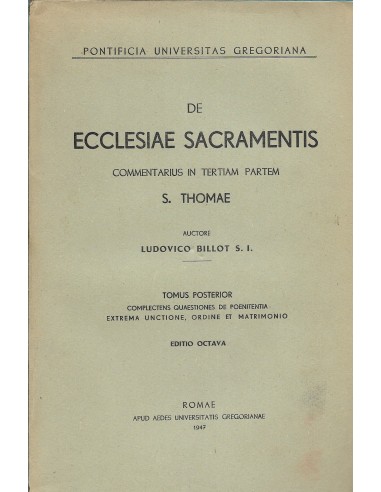 PONTIFICIA UNIVERSITAS GREGORIANA
DE
ECCLESIAE SACRAMENTIS
COMMENTARIUS IN TERTIAM PARTEM
S. THOMAE
AUCTORE
LUDOVICO BILLOT S. I.
TOMUS POSTERIOR
COMPLECTENS QUAESTIONES DE POENITENTIA
EXTREMA UNCTIONE, ORDINE ET MATRIMONIO
EDITIO OCTAVA
ROMAE
APUD AEDES UNIVERSITATIS GREGORIANAE
1947